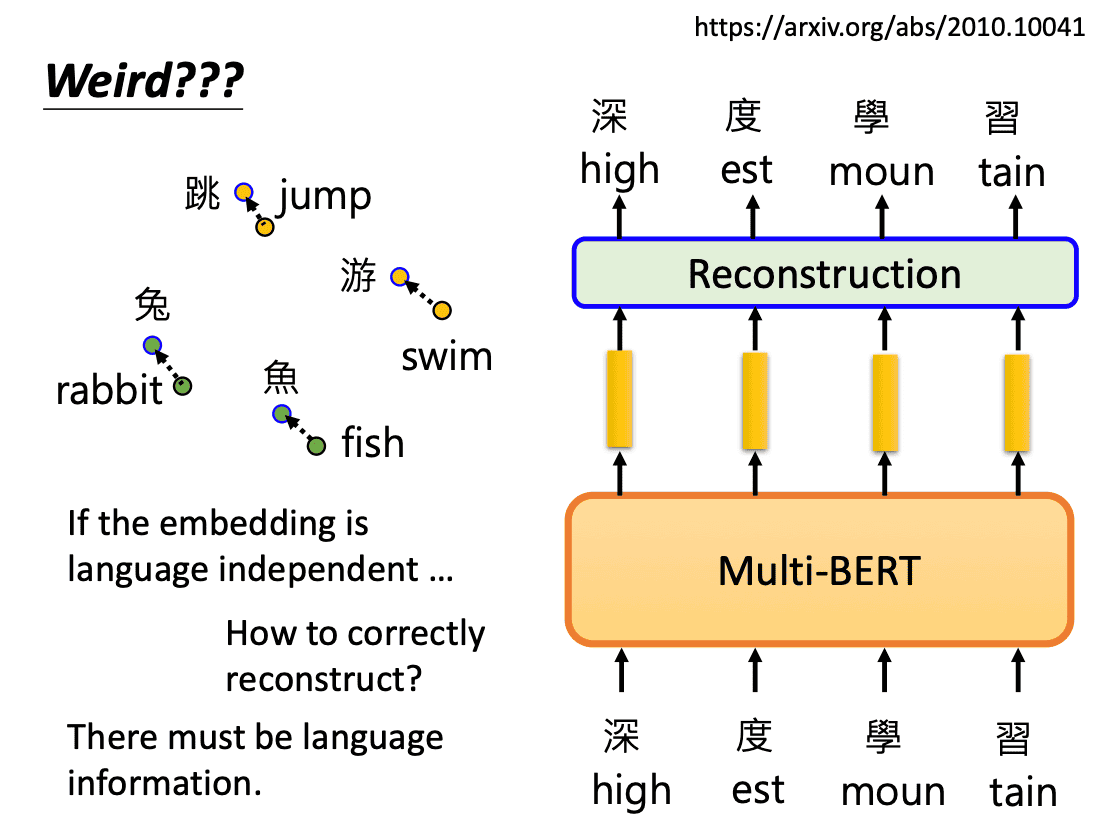 https://arxiv.org/abs/2010.10041
Weird???
跳 jump
游
swim
兔
rabbit
魚
fish
If the embedding is
language independent …
How to correctly
reconstruct?
There must be language
information.
深 度 學 習
high est moun tain
Reconstruction
Multi-BERT
深 度 學 習
high est moun tain